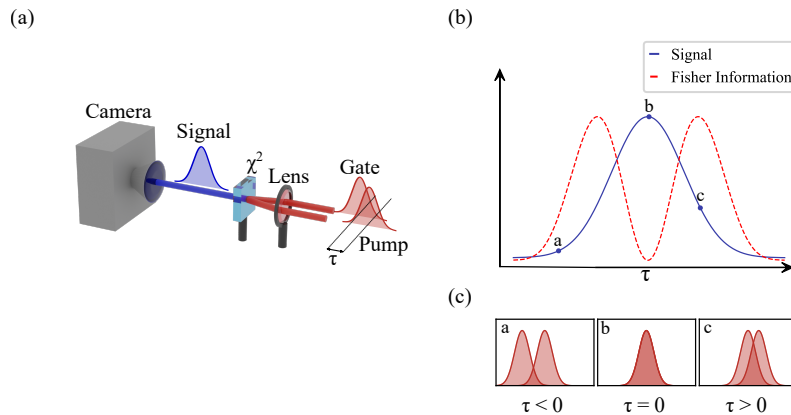 (a)
Camera
Signal
χ²
Lens
Gate
Pump
τ
(b)
Signal
Fisher Information
a
b
c
τ
(c)
a
b
c
τ < 0
τ = 0
τ > 0